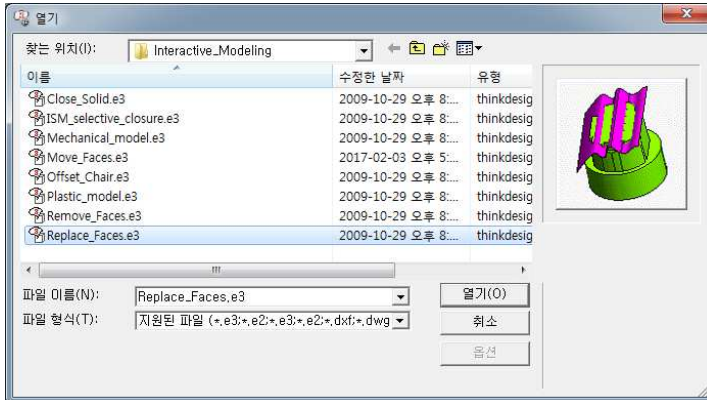 열기
찾는 위치(I): Interactive_Modeling
이름 수정한 날짜 유형
Close_Solid.e3 2009-10-29 오후 8:... thinkdesig
ISM_selective_closure.e3 2009-10-29 오후 8:... thinkdesig
Mechanical_model.e3 2009-10-29 오후 8:... thinkdesig
Move_Faces.e3 2017-02-03 오후 5:... thinkdesig
Offset_Chair.e3 2009-10-29 오후 8:... thinkdesig
Plastic_model.e3 2009-10-29 오후 8:... thinkdesig
Remove_Faces.e3 2009-10-29 오후 8:... thinkdesig
Replace_Faces.e3 2009-10-29 오후 8:... thinkdesig
파일 이름(N): Replace_Faces.e3 열기(O)
파일 형식(T): 지원된 파일 (*.e3;*.e2;*.e3;*.e2;*.dxf;*.dwg 취소
옵션